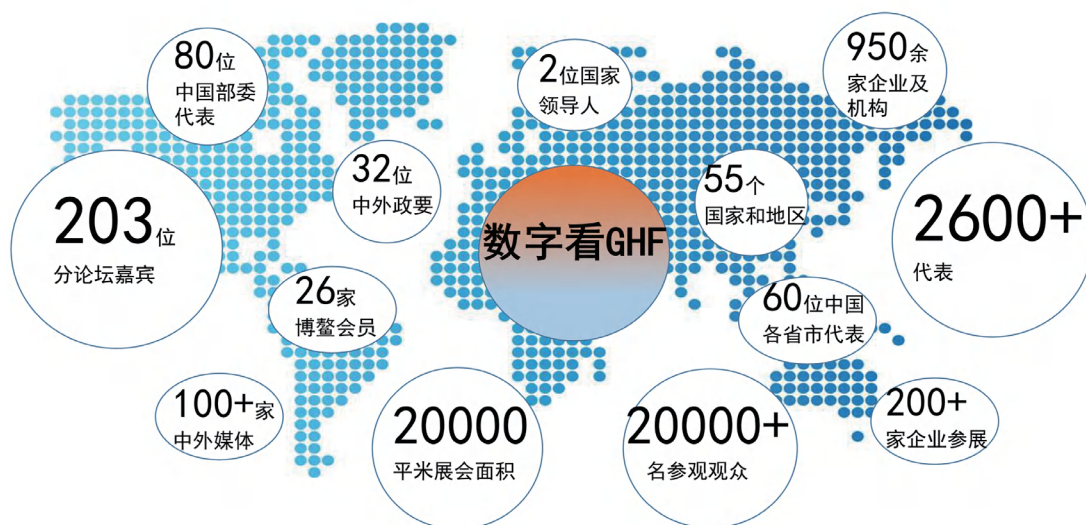 80位
中国部委
代表
2位国家
领导人
950余
家企业及
机构
203位
分论坛嘉宾
32位
中外政要
数字看GHF
55个
国家和地区
2600+
代表
26家
博鳌会员
60位中国
各省市代表
100+家
中外媒体
20000
平米展会面积
20000+
名参观观众
200+
家企业参展